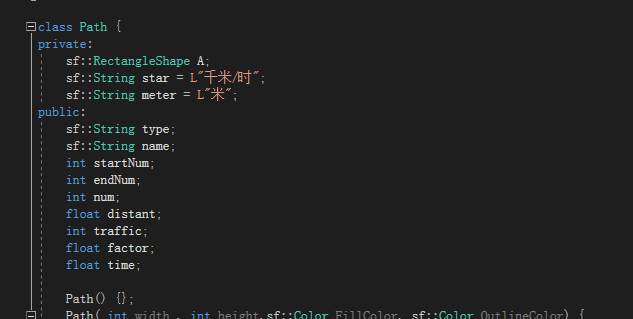 class Path {
private:
sf::RectangleShape A;
sf::String star = L"千米/时";
sf::String meter = L"米";
public:
sf::String type;
sf::String name;
int startNum;
int endNum;
int num;
float distant;
int traffic;
float factor;
float time;
Path() {};
Path( int width , int height,sf::Color FillColor, sf::Color OutlineColor) {